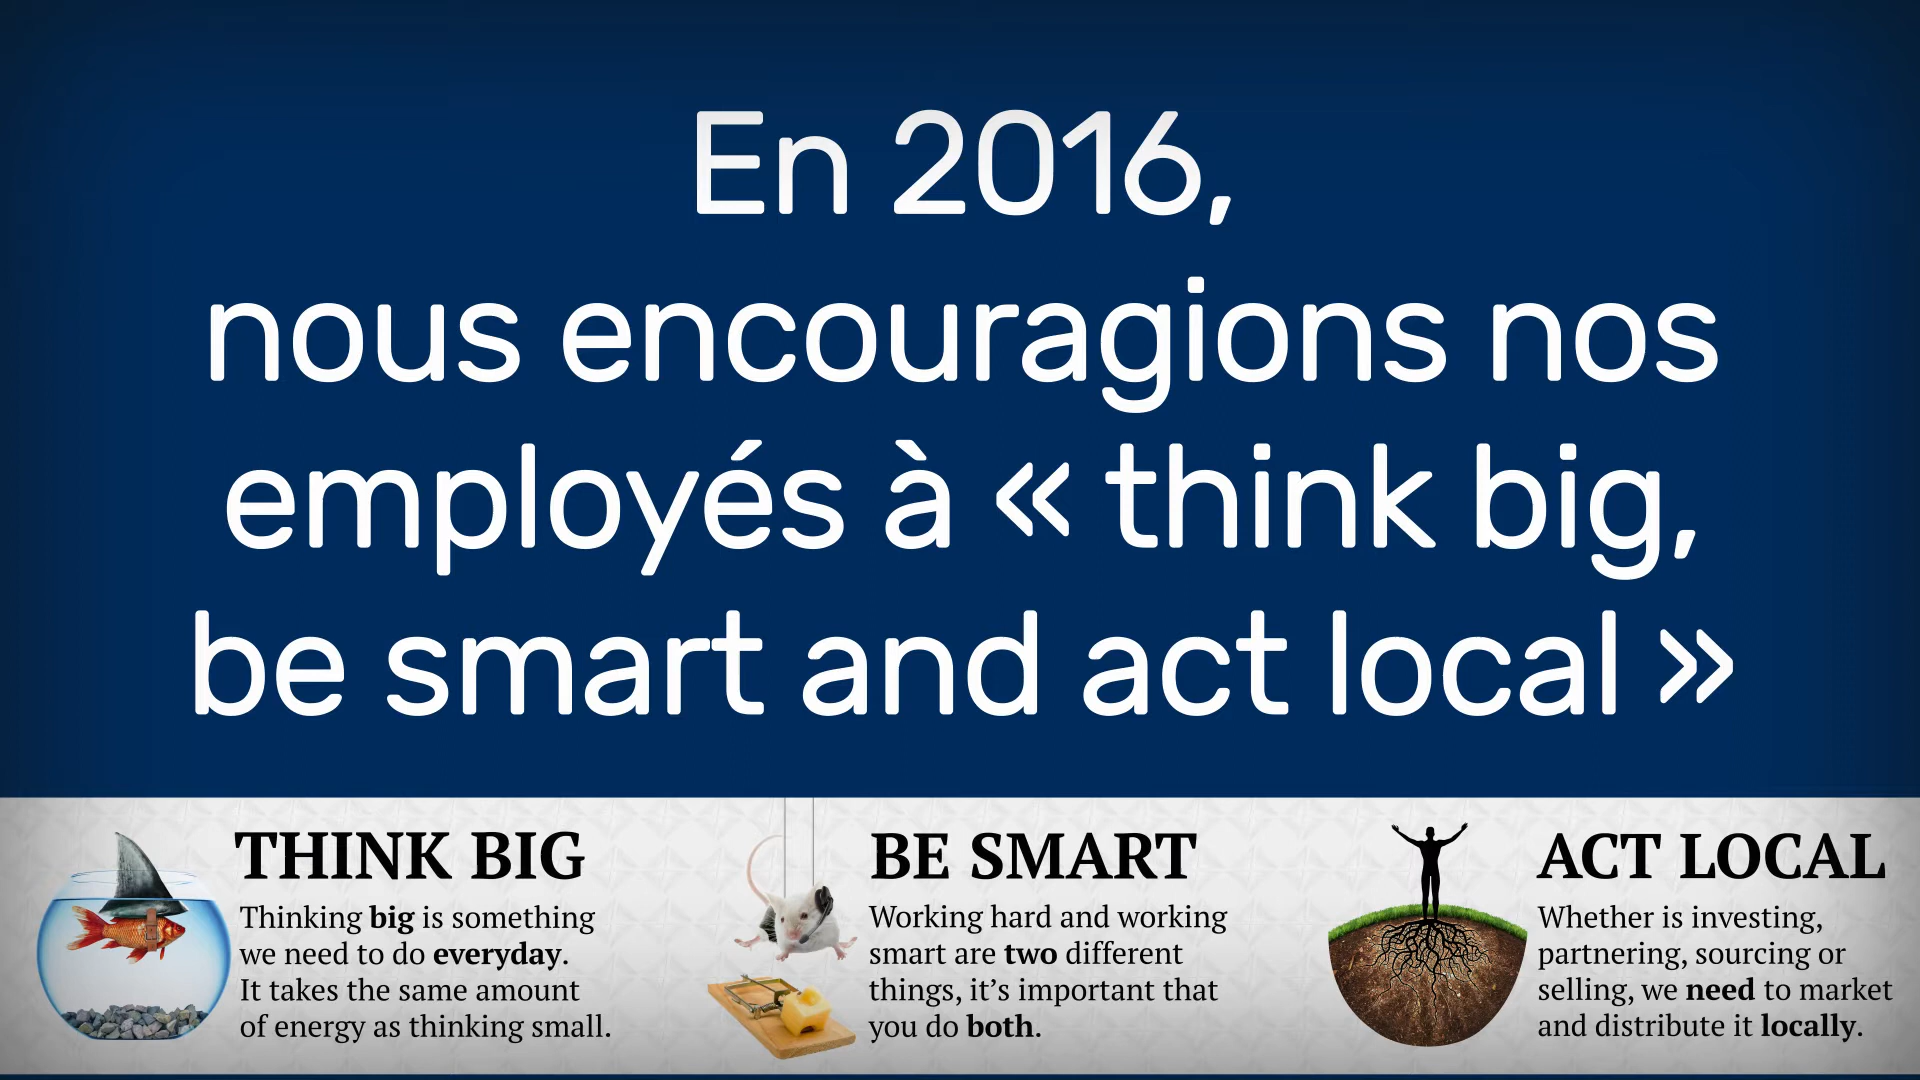 En 2016,
nous encouragions nos
employés à « think big,
be smart and act local »
THINK BIG
Thinking big is something
we need to do everyday.
It takes the same amount
of energy as thinking small.
BE SMART
Working hard and working
smart are two different
things, it’s important that
you do both.
ACT LOCAL
Whether is investing,
partnering, sourcing or
selling, we need to market
and distribute it locally.